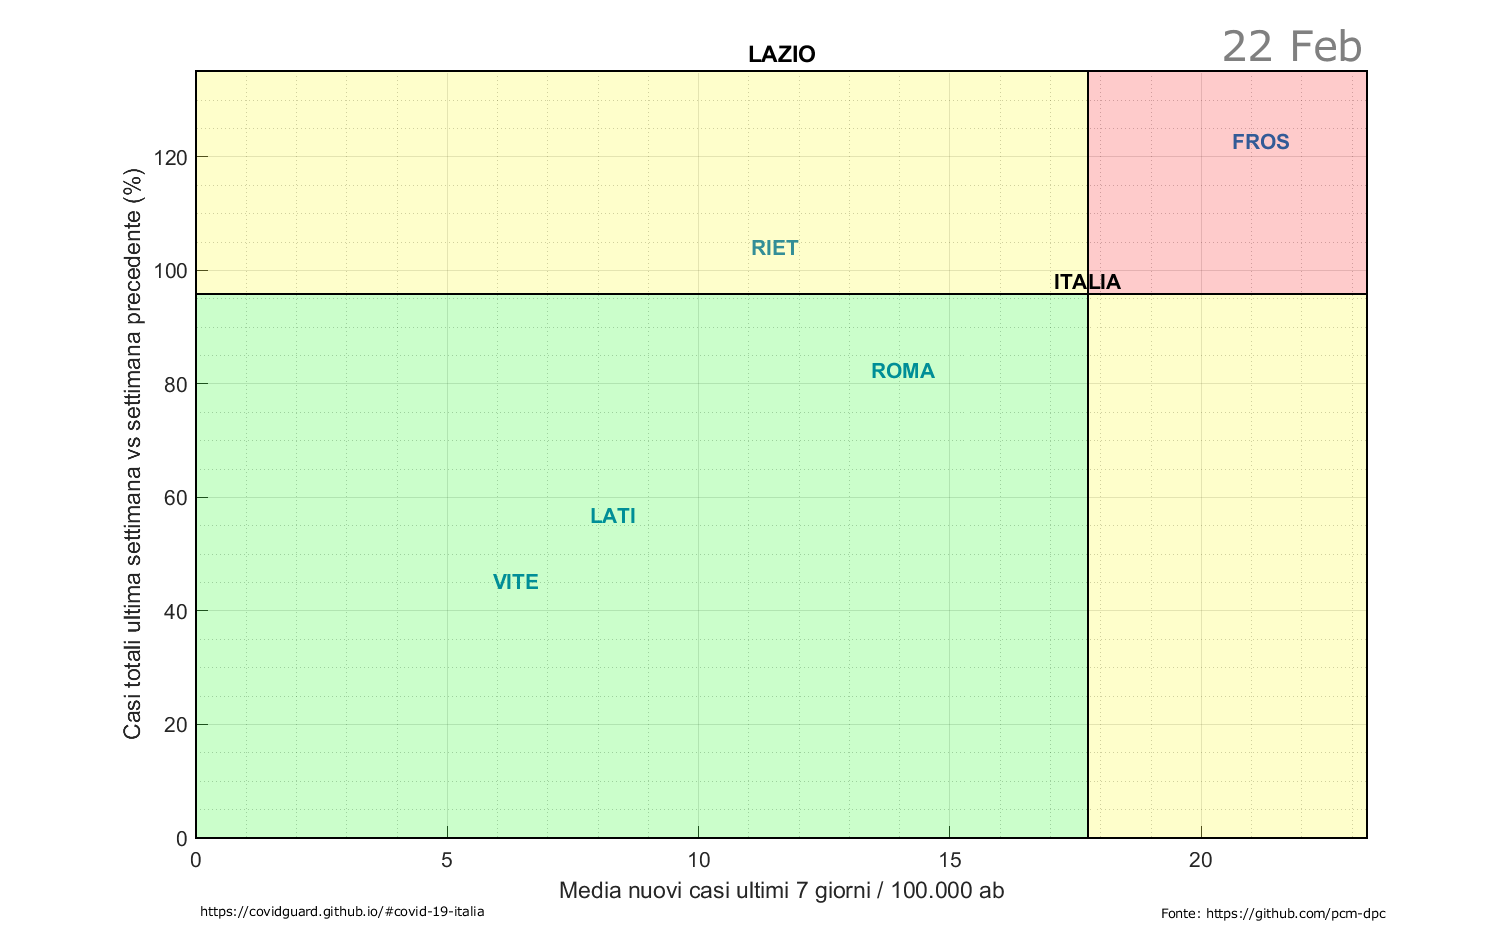 22 Feb
LAZIO
Casi totali ultima settimana vs settimana precedente (%)
120
100
80
60
40
20
0
FROS
RIET
ITALIA
ROMA
LATI
VITE
0 5 10 15 20
Media nuovi casi ultimi 7 giorni / 100.000 ab
https://covidguard.github.io/#covid-19-italia
Fonte: https://github.com/pcm-dpc